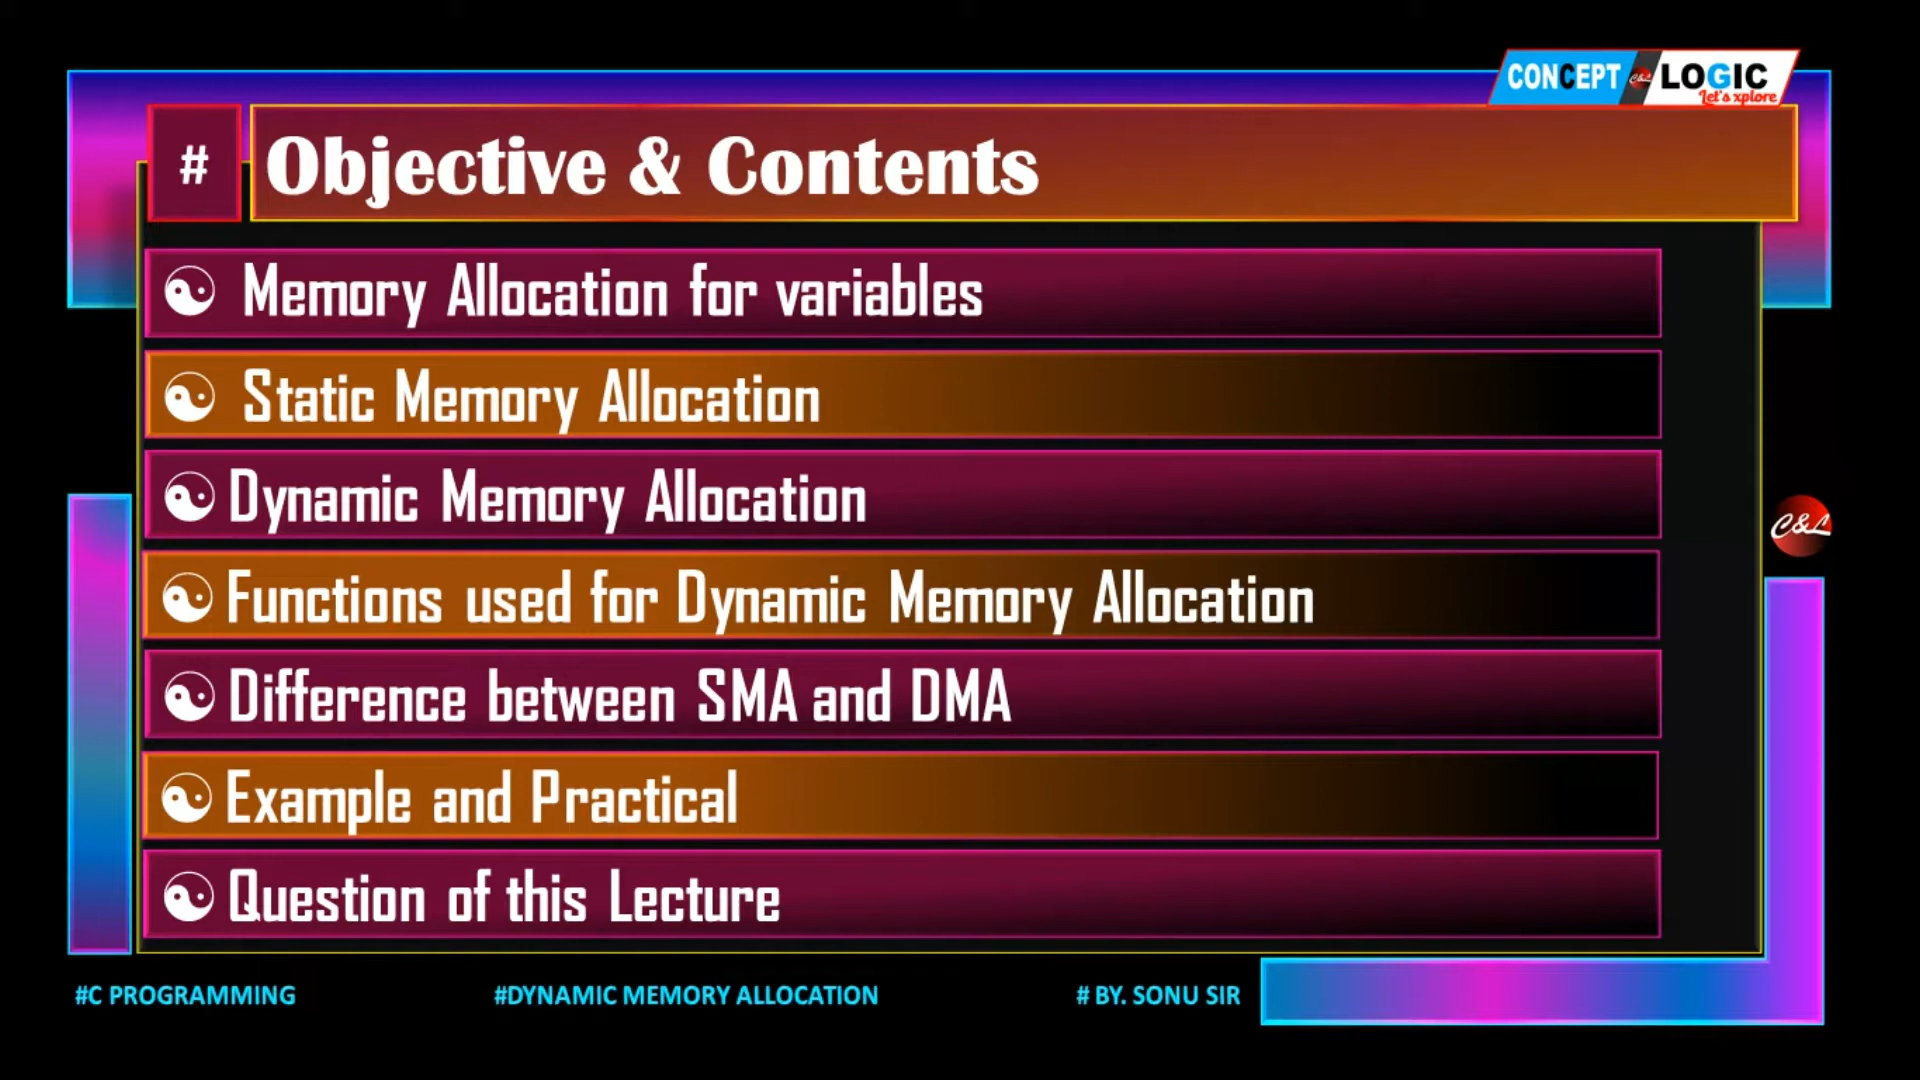 CONCEPT C&L LOGIC
Let's xplore
# Objective & Contents
Memory Allocation for variables
Static Memory Allocation
Dynamic Memory Allocation
C&L
Functions used for Dynamic Memory Allocation
Difference between SMA and DMA
Example and Practical
Question of this Lecture
#C PROGRAMMING #DYNAMIC MEMORY ALLOCATION # BY. SONU SIR